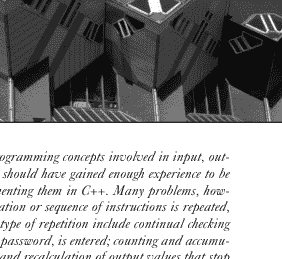 ogramming concepts involved in input, out-
should have gained enough experience to be
enting them in C++. Many problems, how-
ation or sequence of instructions is repeated,
type of repetition include continual checking
password, is entered; counting and accumu-
and recalculation of output values that stop